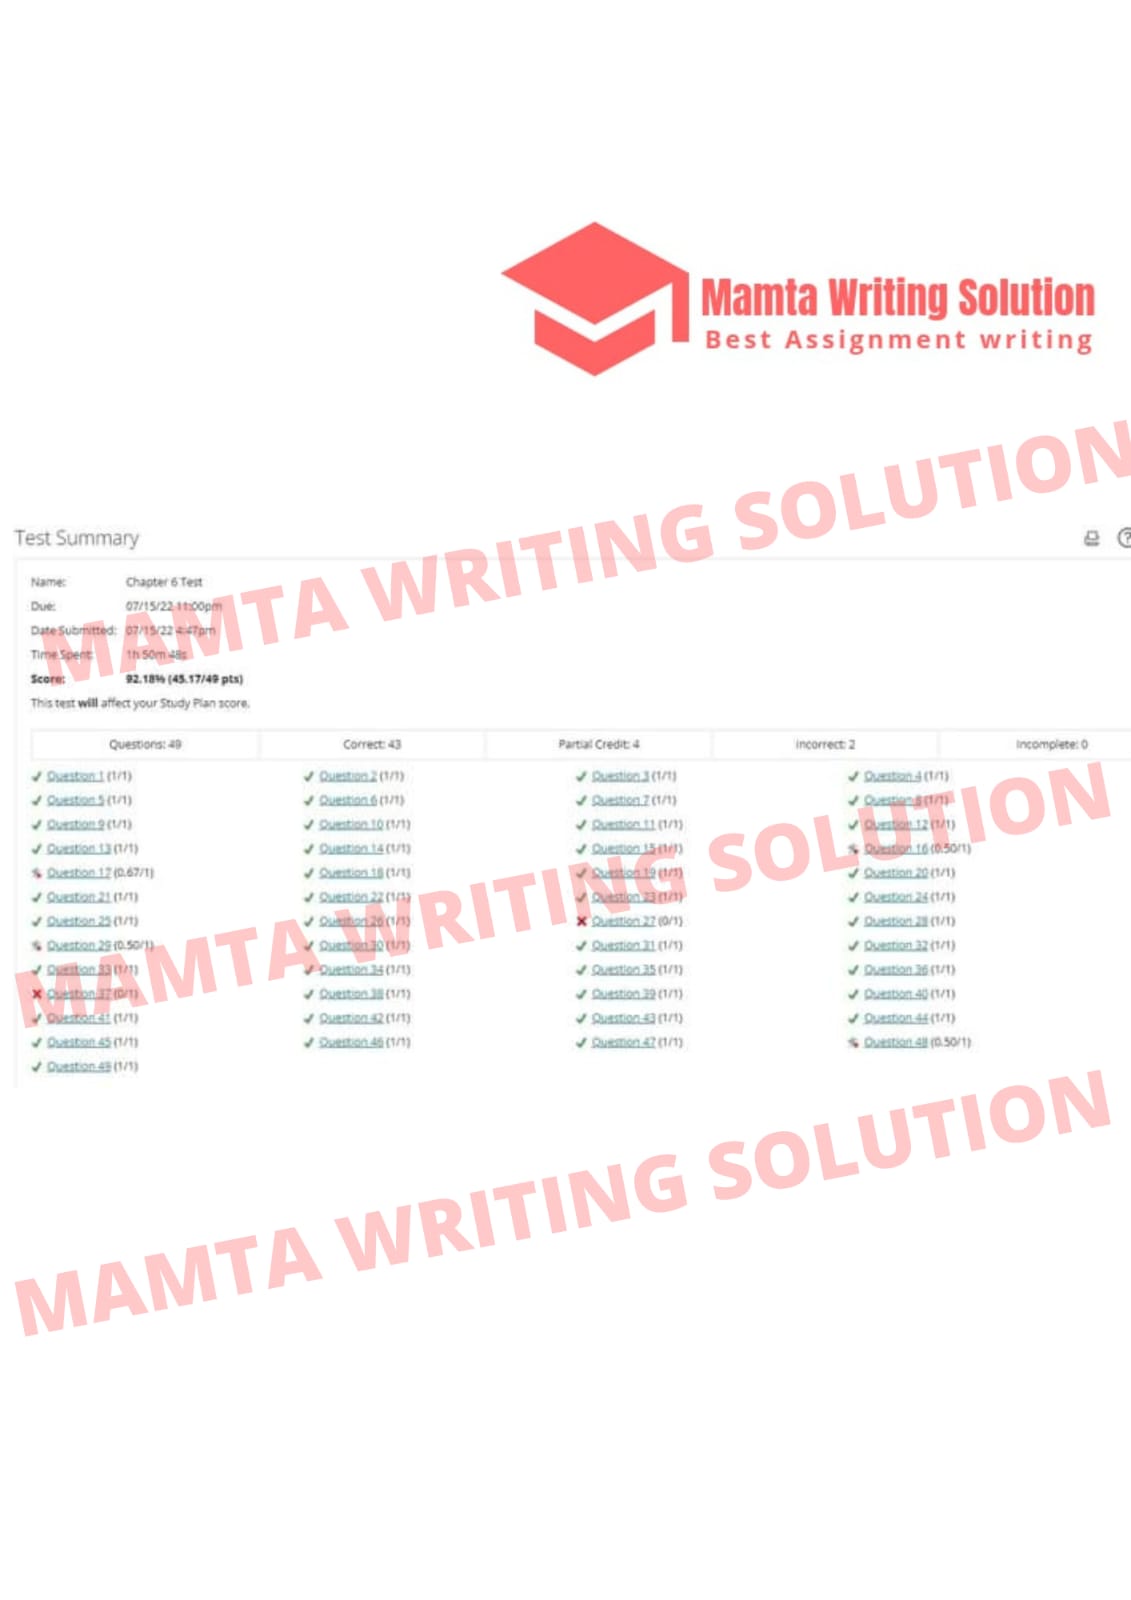 Mamta Writing Solution
Best Assignment writing
MAMTA WRITING SOLUTION
Test Summary
Name: Chapter 6 Test
Due: 07/15/22 11:00pm
Date Submitted: 07/15/22 4:47pm
Time Spent: 1h 50m 48s
Score: 92.18% (45.17/49 pts)
This test will affect your Study Plan score.
Questions: 49 Correct: 43 Partial Credit: 4 Incorrect: 2 Incomplete: 0
Question 1 (1/1) Question 2 (1/1) Question 3 (1/1) Question 4 (1/1)
Question 5 (1/1) Question 6 (1/1) Question 7 (1/1) Question 8 (1/1)
Question 9 (1/1) Question 10 (1/1) Question 11 (1/1) Question 12 (1/1)
Question 13 (1/1) Question 14 (1/1) Question 15 (1/1) Question 16 (0.50/1)
Question 17 (0.67/1) Question 18 (1/1) Question 19 (1/1) Question 20 (1/1)
Question 21 (1/1) Question 22 (1/1) Question 23 (1/1) Question 24 (1/1)
Question 25 (1/1) Question 26 (1/1) Question 27 (0/1) Question 28 (1/1)
Question 29 (0.50/1) Question 30 (1/1) Question 31 (1/1) Question 32 (1/1)
Question 33 (1/1) Question 34 (1/1) Question 35 (1/1) Question 36 (1/1)
Question 37 (0/1) Question 38 (1/1) Question 39 (1/1) Question 40 (1/1)
Question 41 (1/1) Question 42 (1/1) Question 43 (1/1) Question 44 (1/1)
Question 45 (1/1) Question 46 (1/1) Question 47 (1/1) Question 48 (0.50/1)
Question 49 (1/1)
MAMTA WRITING SOLUTION
MAMTA WRITING SOLUTION